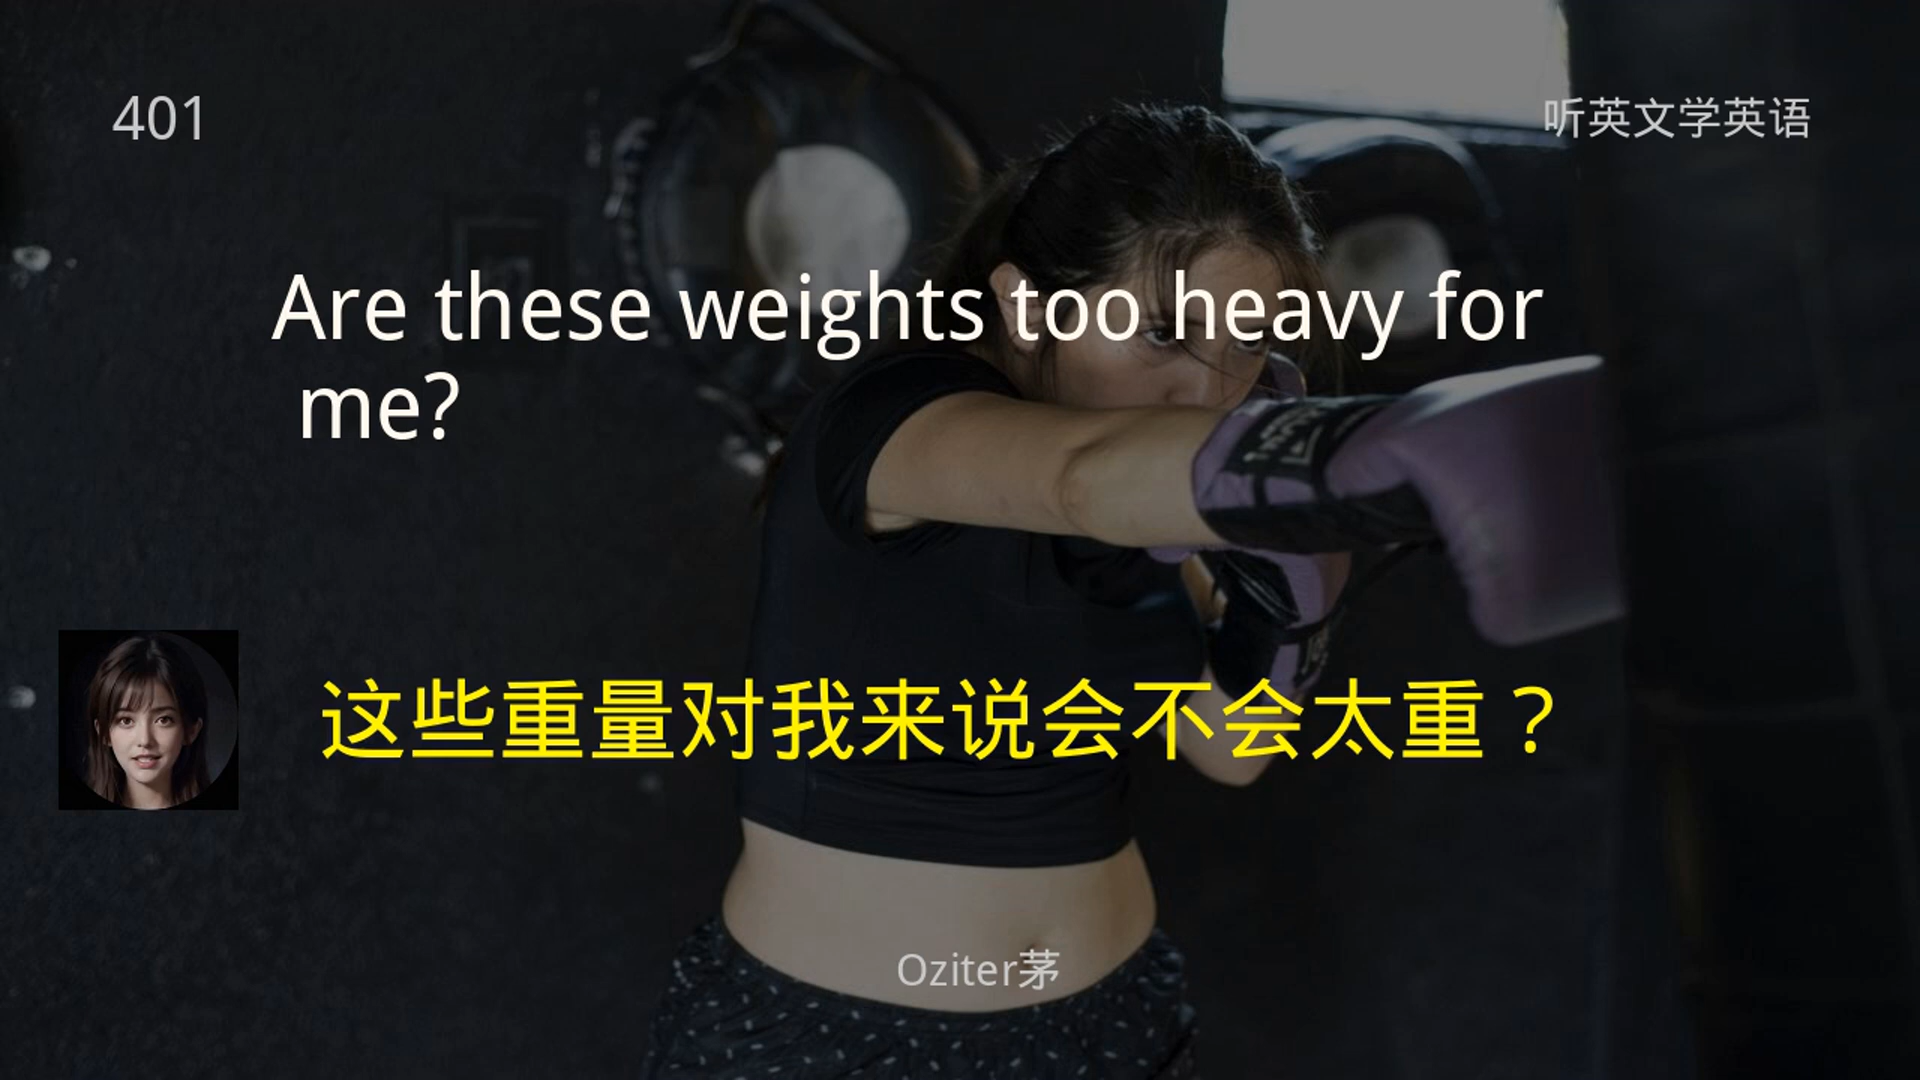 401
听英文学英语
Are these weights too heavy for
me?
这些重量对我来说会不会太重？
Oziter茅